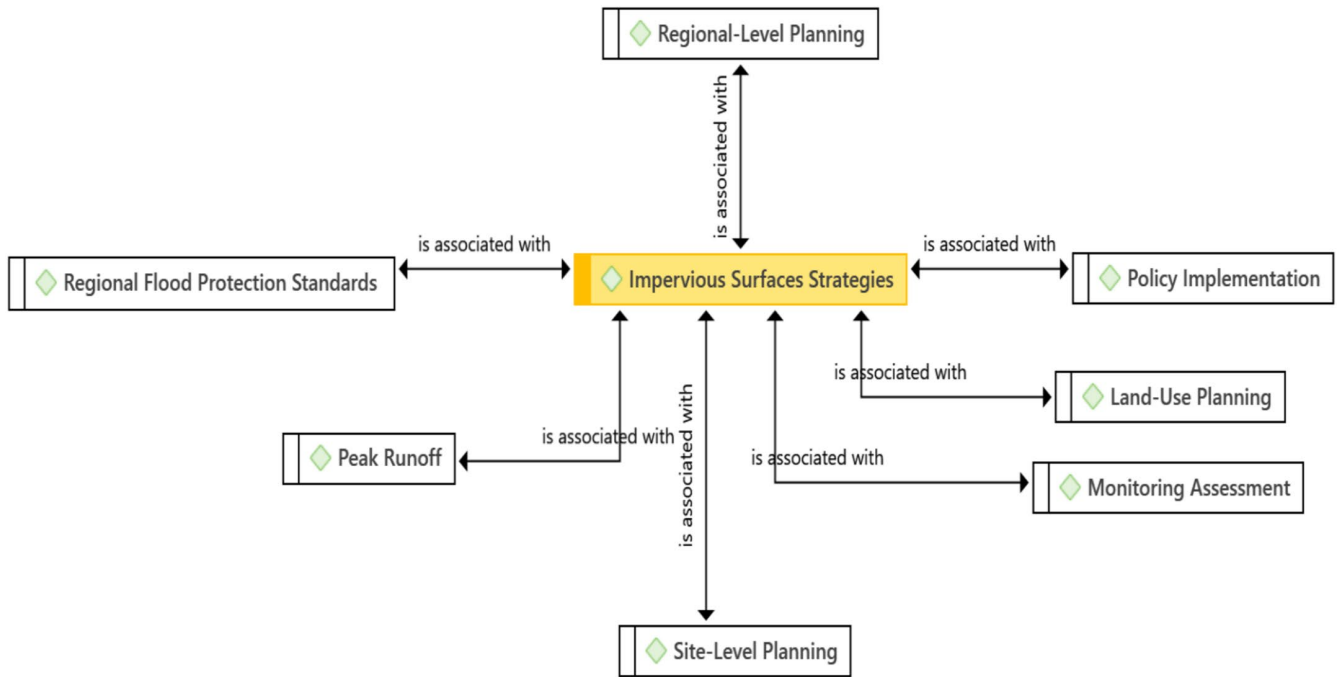 Regional-Level Planning
is associated with
is associated with
is associated with
Regional Flood Protection Standards
Impervious Surfaces Strategies
Policy Implementation
is associated with
Land-Use Planning
is associated with
is associated with
Peak Runoff
is associated with
Monitoring Assessment
Site-Level Planning